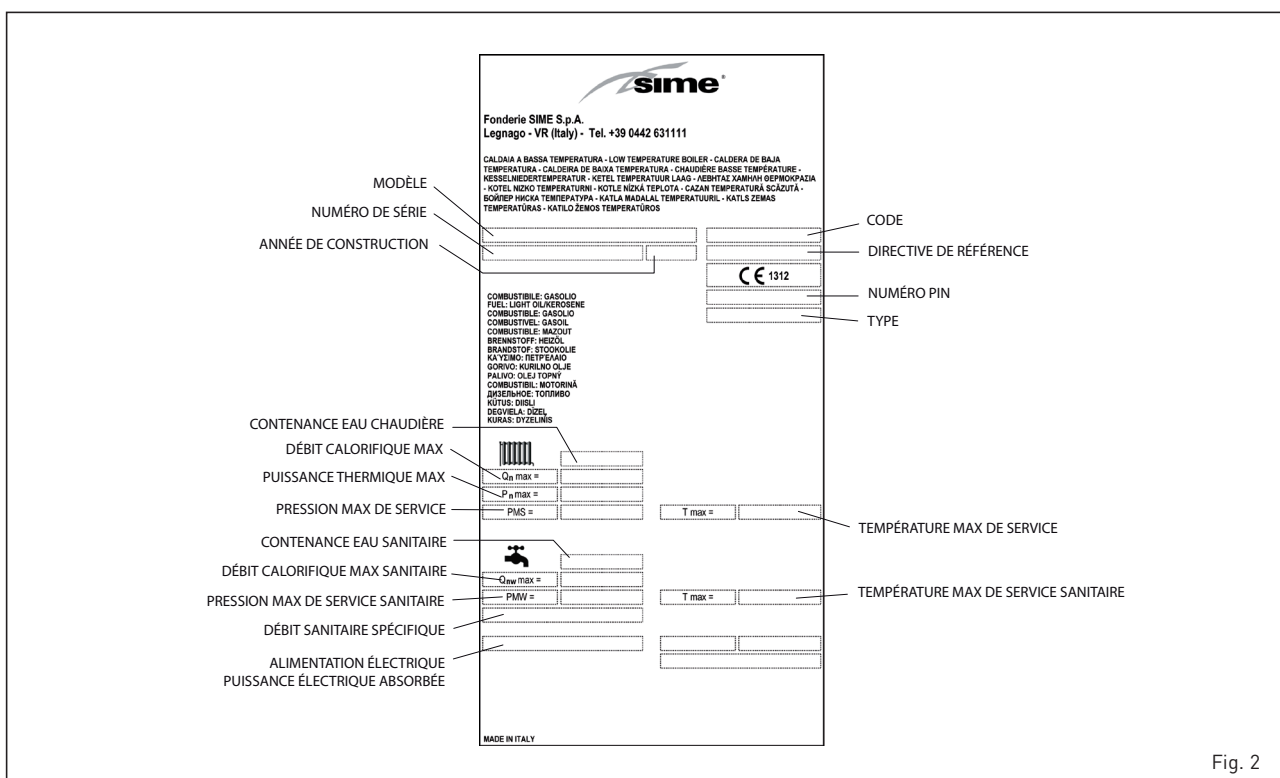 sime®
Fonderie SIME S.p.A.
Legnago - VR (Italy) - Tel. +39 0442 631111
CALDAIA A BASSA TEMPERATURA - LOW TEMPERATURE BOILER - CALDERA DE BAJA
TEMPERATURA - CALDEIRA DE BAIXA TEMPERATURA - CHAUDIÈRE BASSE TEMPÉRATURE -
KESSELNIEDERTEMPERATUR - KETEL TEMPERATUUR LAAG - ΛΕΒΗΤΑΣ ΧΑΜΗΛΗ ΘΕΡΜΟΚΡΑΣΙΑ
- KOTEL NIZKO TEMPERATURNI - KOTLE NÍZKÁ TEPLOTA - CAZAN TEMPERATURĂ SCĂZUTĂ -
БОЙЛЕР НИСКА ТЕМПЕРАТУРА - KATLA MADALAL TEMPERATUURIL - KATLS ZEMAS
TEMPERATŪRAS - KATILO ŽEMOS TEMPERATŪROS
MODÈLE
NUMÉRO DE SÉRIE
ANNÉE DE CONSTRUCTION
CODE
DIRECTIVE DE RÉFÉRENCE
CE 1312
NUMÉRO PIN
TYPE
COMBUSTIBILE: GASOLIO
FUEL: LIGHT OIL/KEROSENE
COMBUSTIBLE: GASOLIO
COMBUSTIVEL: GASOIL
COMBUSTIBLE: MAZOUT
BRENNSTOFF: HEIZÖL
BRANDSTOF: STOOKOLIE
ΚΑΎΣΙΜΟ: ΠΕΤΡΈΛΑΙΟ
GORIVO: KURILNO OLJE
PALIVO: OLEJ TOPNÝ
COMBUSTIBIL: MOTORINĂ
ДИЗЕЛЬНОЕ: ТОПЛИВО
KÜTUS: DIISLI
DEGVIELA: DĪZEĻ
KURAS: DYZELINIS
CONTENANCE EAU CHAUDIÈRE
DÉBIT CALORIFIQUE MAX
Qn max =
PUISSANCE THERMIQUE MAX
Pn max =
PRESSION MAX DE SERVICE
PMS =
T max =
TEMPÉRATURE MAX DE SERVICE
CONTENANCE EAU SANITAIRE
DÉBIT CALORIFIQUE MAX SANITAIRE
Qnw max =
PRESSION MAX DE SERVICE SANITAIRE
PMW =
T max =
TEMPÉRATURE MAX DE SERVICE SANITAIRE
DÉBIT SANITAIRE SPÉCIFIQUE
ALIMENTATION ÉLECTRIQUE
PUISSANCE ÉLECTRIQUE ABSORBÉE
MADE IN ITALY
Fig. 2